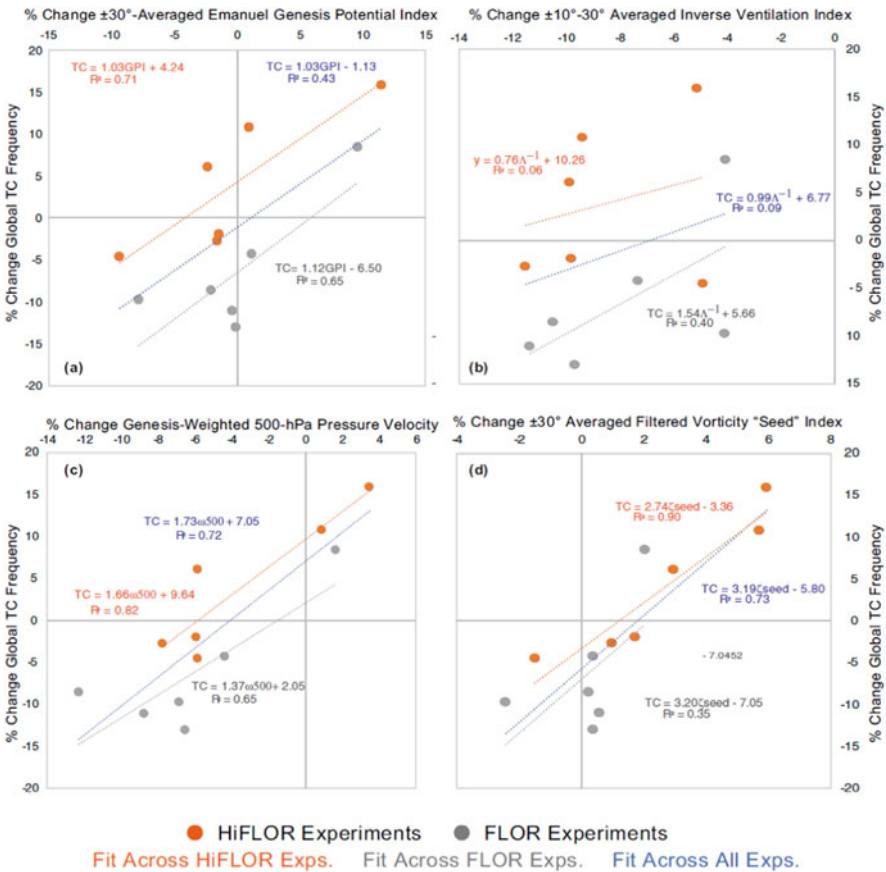 % Change ±30°-Averaged Emanuel Genesis Potential Index
-15 -10 -5 0 5 10 15
% Change Global TC Frequency
20
15
10
5
0
-5
-10
-15
-20
TC = 1.03GPI + 4.24
R² = 0.71
TC = 1.03GPI - 1.13
R² = 0.43
TC= 1.12GPI - 6.50
R² = 0.65
(a)
-
-
% Change ±10°-30° Averaged Inverse Ventilation Index
-12 -10 -8 -6 -4 -2 0
20
15
10
5
0
- 5
10
15
% Change Global TC Frequency
y = 0.76Λ⁻¹ + 10.26
R² = 0.06
TC = 0.99Λ⁻¹ + 6.77
R² = 0.09
TC = 1.54Λ⁻¹ + 5.66
R² = 0.40
(b)
% Change Genesis-Weighted 500-hPa Pressure Velocity
-14 -12 -10 -8 -6 -4 -2 0 2 4 6
% Change Global TC Frequency
20
15
10
5
0
-5
-10
-15
-20
(c)
TC = 1.73ω500 + 7.05
R² = 0.72
TC = 1.66ω500 + 9.64
R² = 0.82
TC = 1.37ω500+ 2.05
R² = 0.65
% Change ±30° Averaged Filtered Vorticity "Seed" Index
-4 -2 0 2 4 6 8
20
15
10
5
0
-5
-10
-15
-20
% Change Global TC Frequency
(d)
TC = 2.74ζseed - 3.36
R² = 0.90
TC = 3.19ζseed - 5.80
R² = 0.73
- 7.0452
TC = 3.20ζseed - 7.05
R² = 0.35
HiFLOR Experiments FLOR Experiments
Fit Across HiFLOR Exps. Fit Across FLOR Exps. Fit Across All Exps.